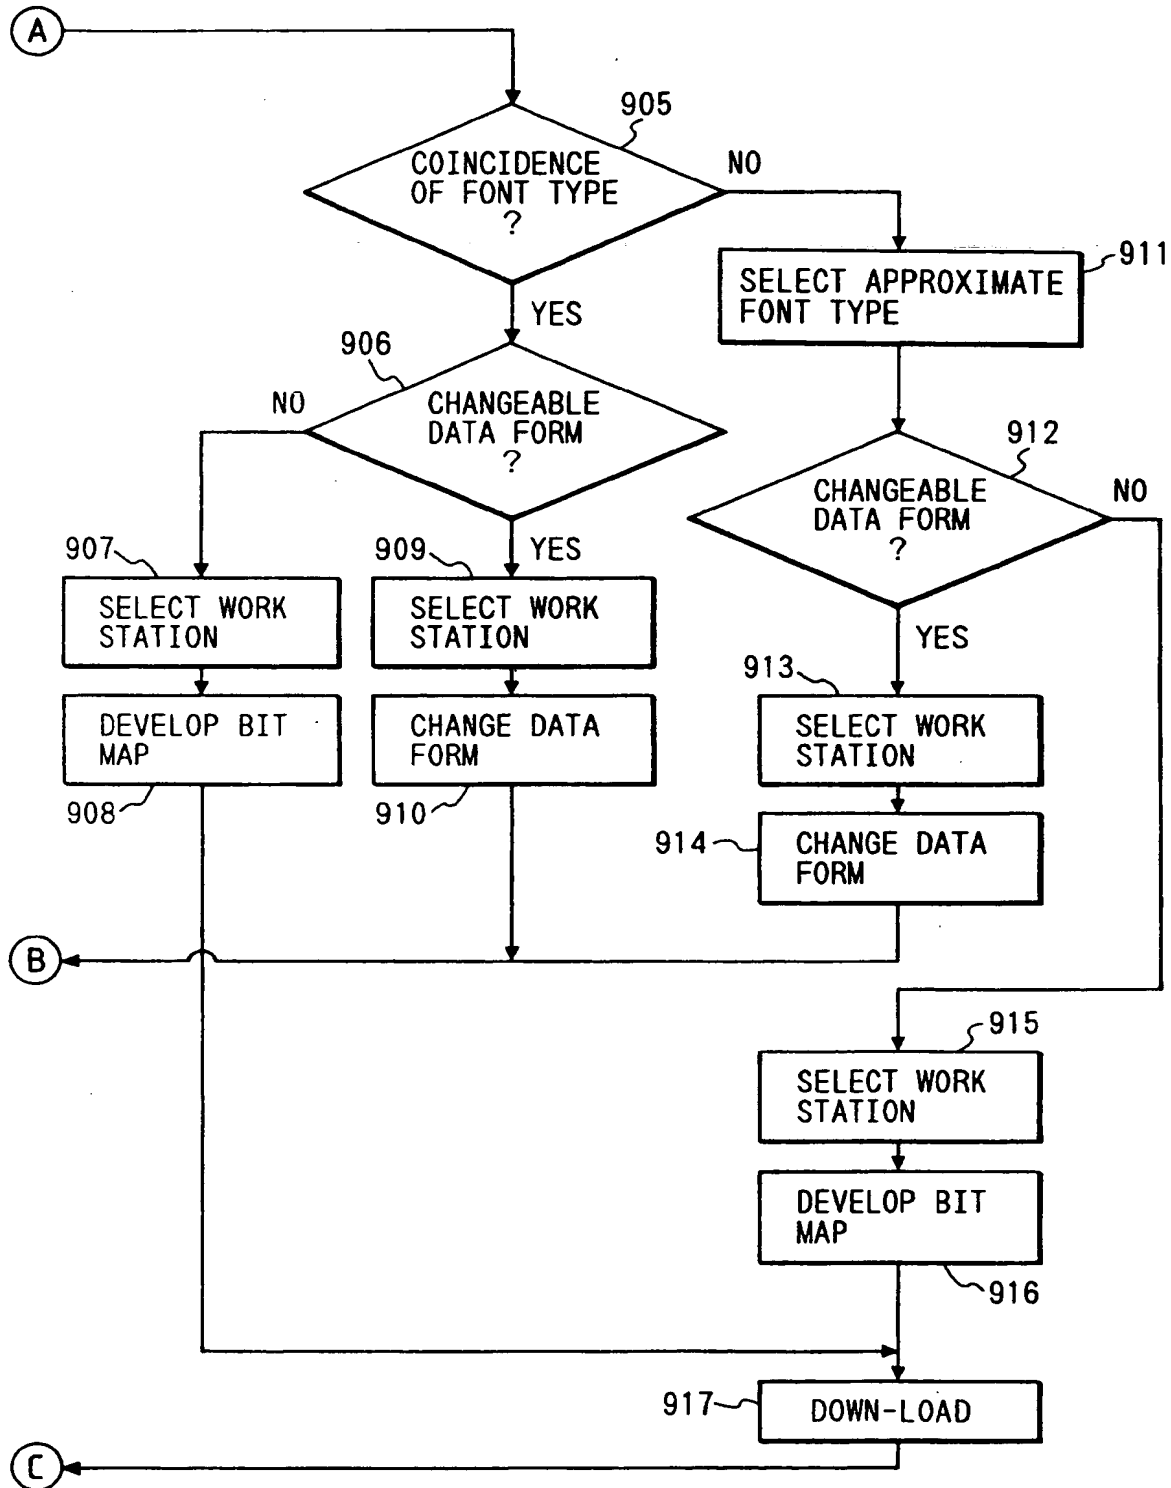 A
905
COINCIDENCE
OF FONT TYPE
?
NO
911
SELECT APPROXIMATE
FONT TYPE
YES
906
NO
CHANGEABLE
DATA FORM
?
912
CHANGEABLE
DATA FORM
?
NO
907
909
YES
SELECT WORK
STATION
SELECT WORK
STATION
YES
913
DEVELOP BIT
MAP
CHANGE DATA
FORM
SELECT WORK
STATION
908
910
914
CHANGE DATA
FORM
B
915
SELECT WORK
STATION
DEVELOP BIT
MAP
916
917
DOWN-LOAD
C